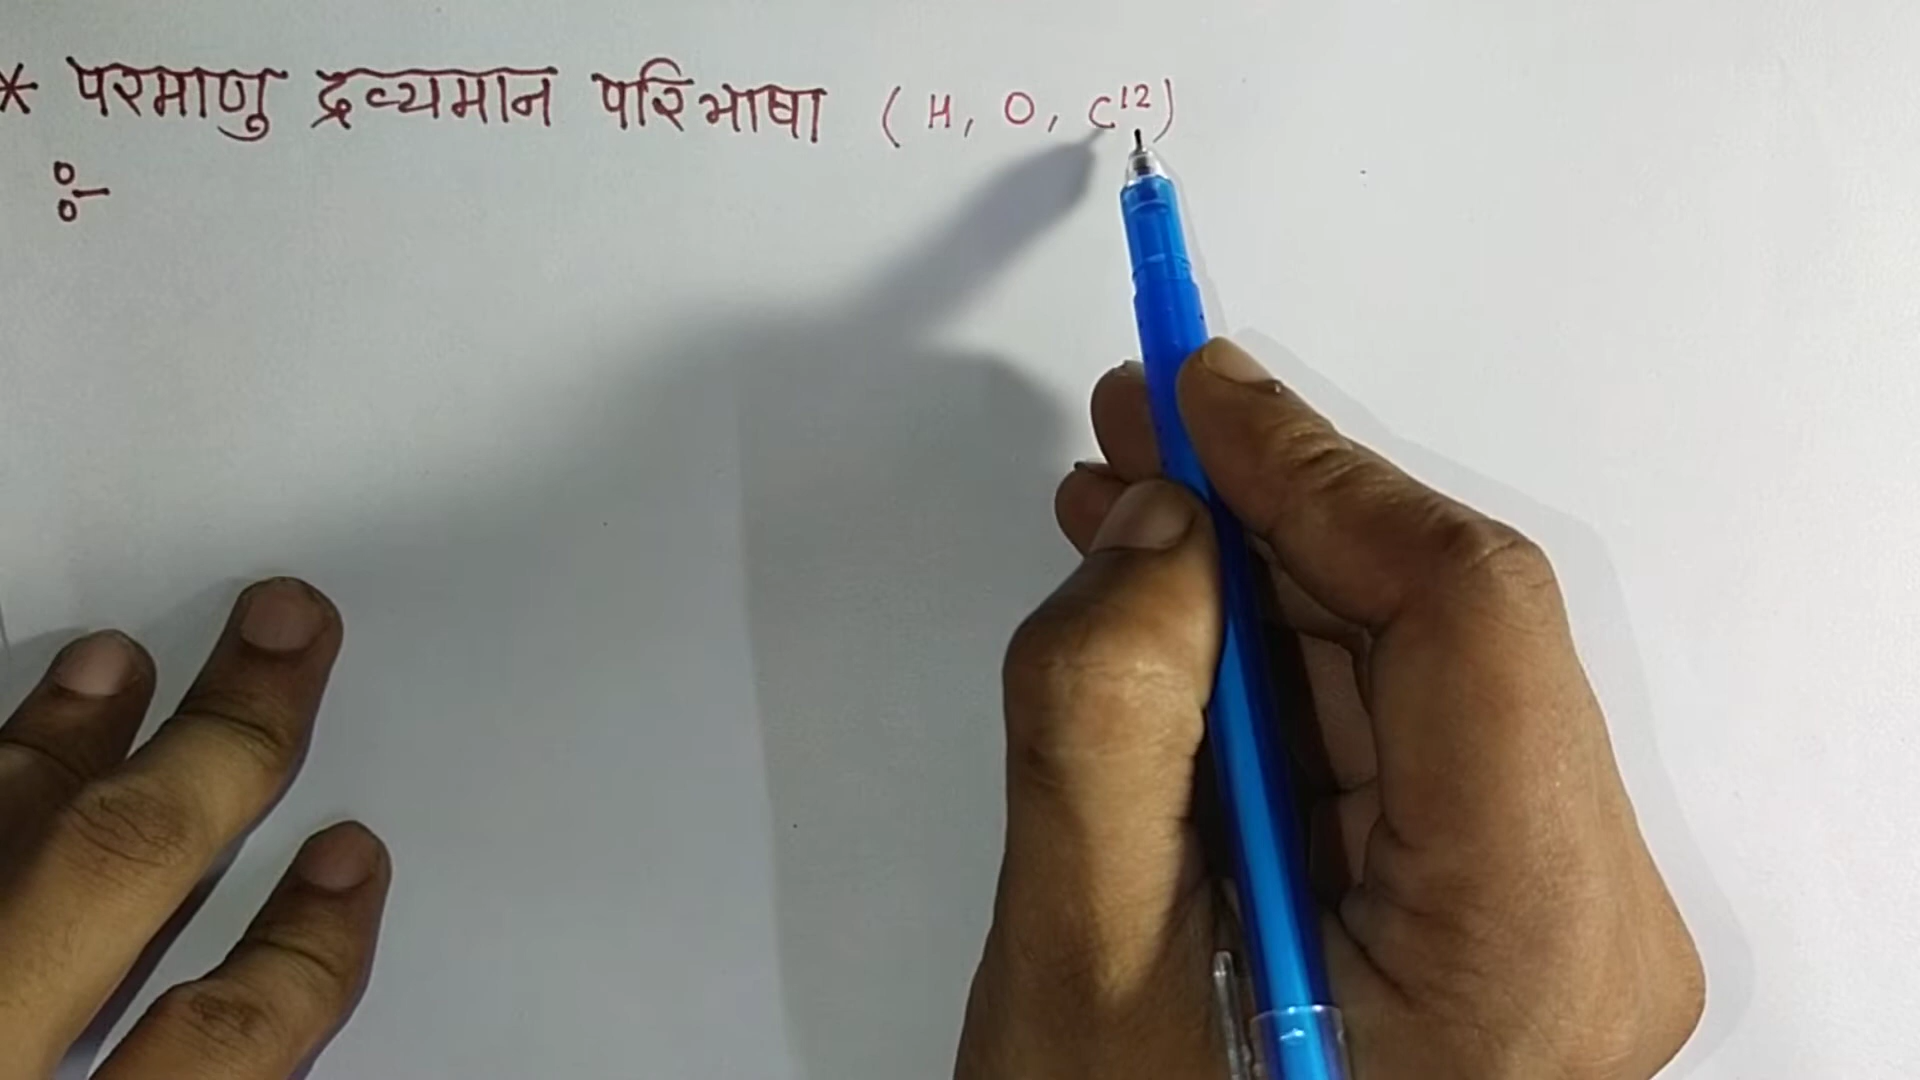 * परमाणु द्रव्यमान परिभाषा ( H, O, C¹²)
:-